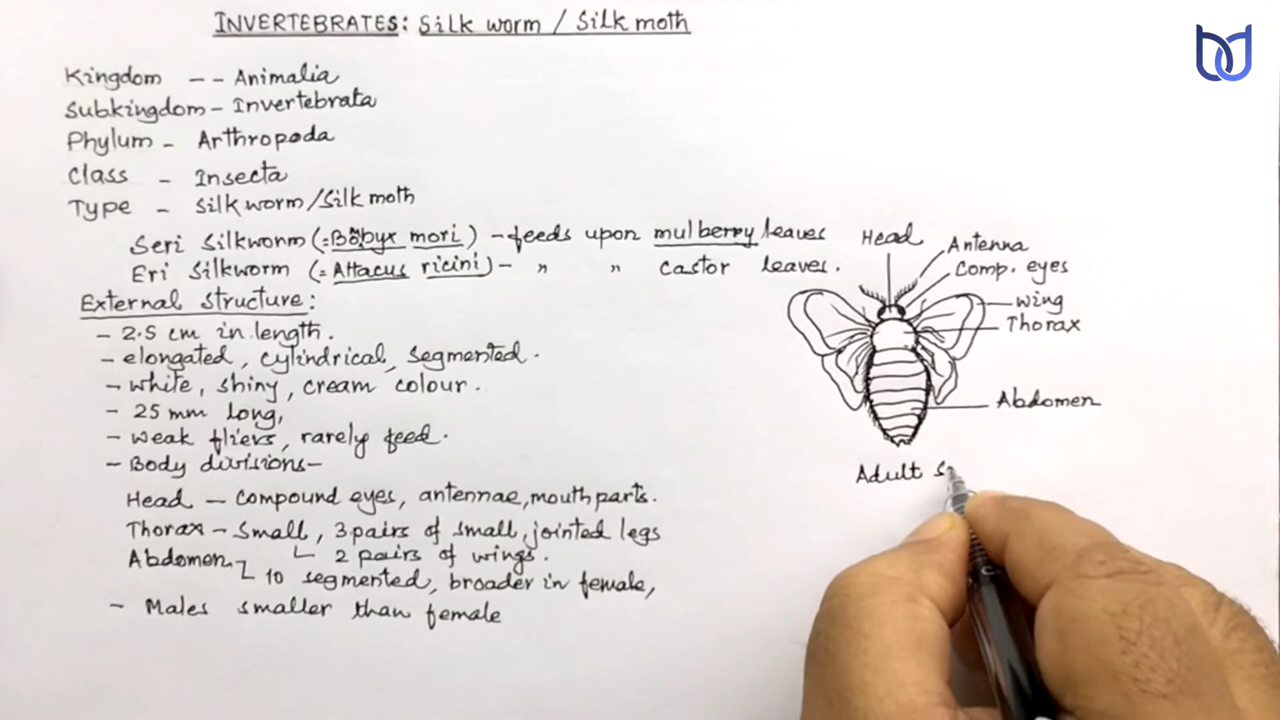 INVERTEBRATES: Silk worm / Silk moth
Kingdom -- Animalia
Subkingdom - Invertebrata
Phylum - Arthropoda
Class - Insecta
Type - Silk worm/Silk moth
Seri Silkworm (= mori) - feeds upon mulberry leaves
Eri Silkworm (= Attacus ricini) - " " castor leaves.
External structure:
- 2.5 cm in length.
- elongated, cylindrical, segmented.
- white, shiny, cream colour.
- 25 mm long,
- weak fliers, rarely feed.
- Body divisions-
Head - compound eyes, antennae, mouth parts.
Thorax - small, 3 pairs of small, jointed legs
2 pairs of wings.
Abdomen
10 segmented, broader in female,
- Males smaller than female
Head
Antenna
Comp. eyes
wing
Thorax
Abdomen
Adult